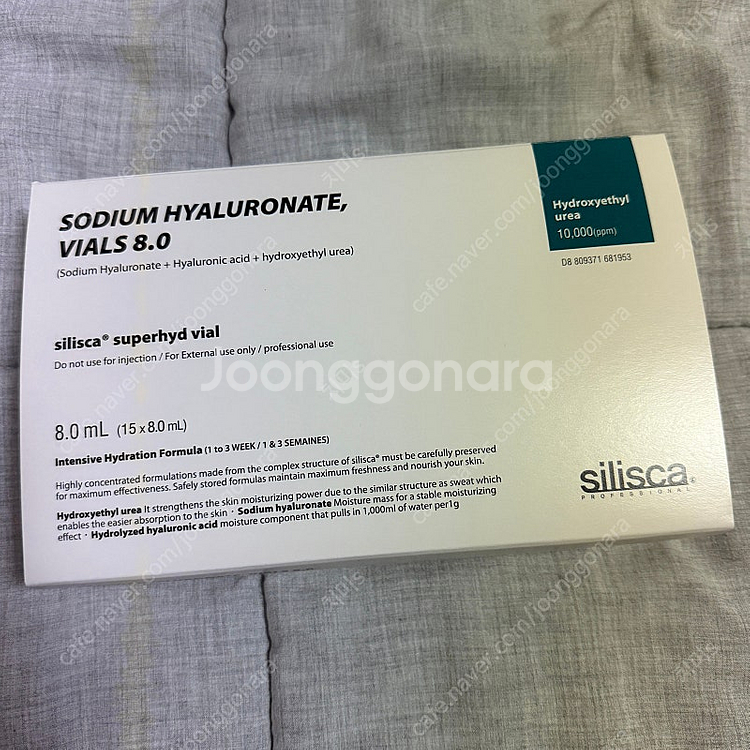 SODIUM HYALURONATE,
VIALS 8.0
(Sodium Hyaluronate + Hyaluronic acid + hydroxyethyl urea)
Hydroxyethyl
urea
10,000(ppm)
D8 809371 681953
silisca® superhyd vial
Do not use for injection / For External use only / professional use
Joonggonara
8.0 mL (15 x 8.0 mL)
Intensive Hydration Formula (1 to 3 WEEK / 1 & 3 SEMAINES)
Highly concentrated formulations made from the complex structure of silisca® must be carefully preserved
for maximum effectiveness. Safely stored formulas maintain maximum freshness and nourish your skin.
Hydroxyethyl urea It strengthens the skin moisturizing power due to the similar structure as sweat which
enables the easier absorption to the skin · Sodium hyaluronate Moisture mass for a stable moisturizing
effect · Hydrolyzed hyaluronic acid moisture component that pulls in 1,000ml of water per1g
silisca®
PROFESSIONAL
cafe.naver.com/joonggonara